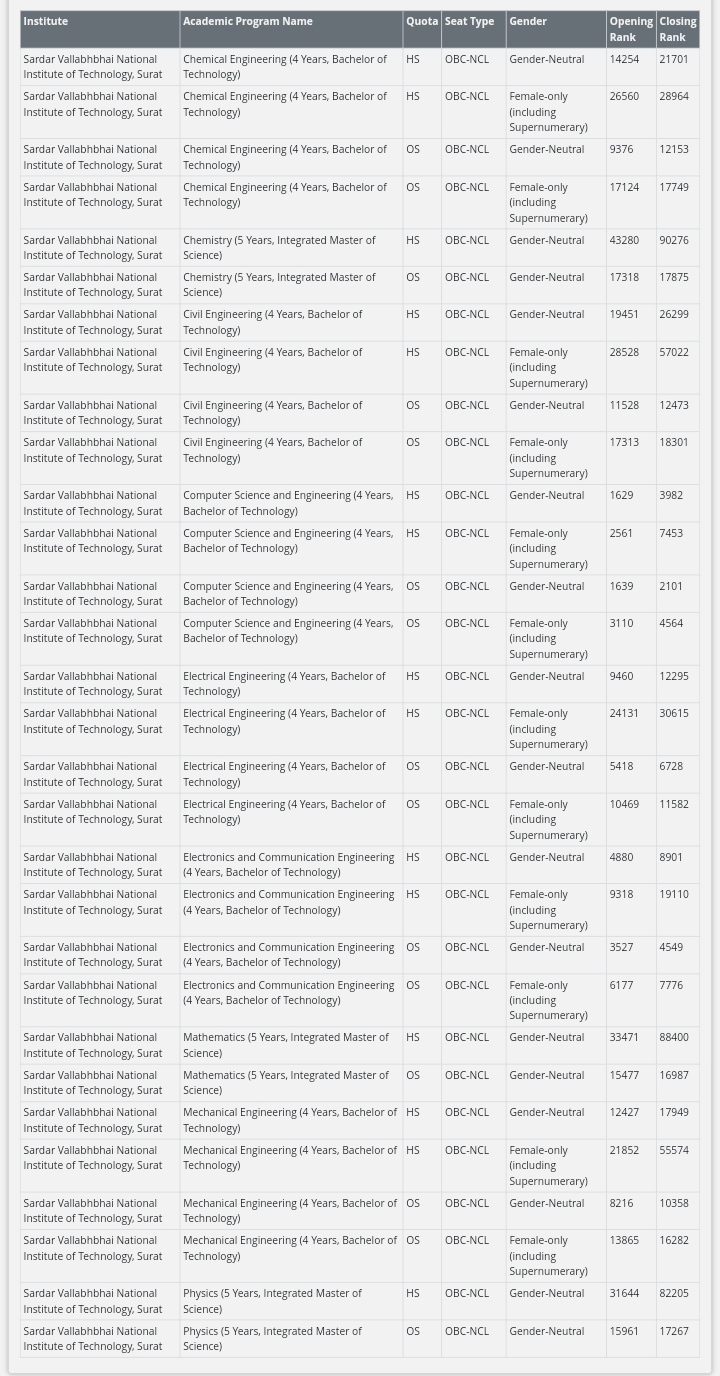 Institute Academic Program Name Quota Seat Type Gender Opening Closing
Rank Rank
Sardar Vallabhbhai National Chemical Engineering (4 Years, Bachelor of HS OBC-NCL Gender-Neutral 14254 21701
Institute of Technology, Surat Technology)
Sardar Vallabhbhai National Chemical Engineering (4 Years, Bachelor of HS OBC-NCL Female-only 26560 28964
Institute of Technology, Surat Technology) (including
Supernumerary)
Sardar Vallabhbhai National Chemical Engineering (4 Years, Bachelor of OS OBC-NCL Gender-Neutral 9376 12153
Institute of Technology, Surat Technology)
Sardar Vallabhbhai National Chemical Engineering (4 Years, Bachelor of OS OBC-NCL Female-only 17124 17749
Institute of Technology, Surat Technology) (including
Supernumerary)
Sardar Vallabhbhai National Chemistry (5 Years, Integrated Master of HS OBC-NCL Gender-Neutral 43280 90276
Institute of Technology, Surat Science)
Sardar Vallabhbhai National Chemistry (5 Years, Integrated Master of OS OBC-NCL Gender-Neutral 17318 17875
Institute of Technology, Surat Science)
Sardar Vallabhbhai National Civil Engineering (4 Years, Bachelor of HS OBC-NCL Gender-Neutral 19451 26299
Institute of Technology, Surat Technology)
Sardar Vallabhbhai National Civil Engineering (4 Years, Bachelor of HS OBC-NCL Female-only 28528 57022
Institute of Technology, Surat Technology) (including
Supernumerary)
Sardar Vallabhbhai National Civil Engineering (4 Years, Bachelor of OS OBC-NCL Gender-Neutral 11528 12473
Institute of Technology, Surat Technology)
Sardar Vallabhbhai National Civil Engineering (4 Years, Bachelor of OS OBC-NCL Female-only 17313 18301
Institute of Technology, Surat Technology) (including
Supernumerary)
Sardar Vallabhbhai National Computer Science and Engineering (4 Years, HS OBC-NCL Gender-Neutral 1629 3982
Institute of Technology, Surat Bachelor of Technology)
Sardar Vallabhbhai National Computer Science and Engineering (4 Years, HS OBC-NCL Female-only 2561 7453
Institute of Technology, Surat Bachelor of Technology) (including
Supernumerary)
Sardar Vallabhbhai National Computer Science and Engineering (4 Years, OS OBC-NCL Gender-Neutral 1639 2101
Institute of Technology, Surat Bachelor of Technology)
Sardar Vallabhbhai National Computer Science and Engineering (4 Years, OS OBC-NCL Female-only 3110 4564
Institute of Technology, Surat Bachelor of Technology) (including
Supernumerary)
Sardar Vallabhbhai National Electrical Engineering (4 Years, Bachelor of HS OBC-NCL Gender-Neutral 9460 12295
Institute of Technology, Surat Technology)
Sardar Vallabhbhai National Electrical Engineering (4 Years, Bachelor of HS OBC-NCL Female-only 24131 30615
Institute of Technology, Surat Technology) (including
Supernumerary)
Sardar Vallabhbhai National Electrical Engineering (4 Years, Bachelor of OS OBC-NCL Gender-Neutral 5418 6728
Institute of Technology, Surat Technology)
Sardar Vallabhbhai National Electrical Engineering (4 Years, Bachelor of OS OBC-NCL Female-only 10469 11582
Institute of Technology, Surat Technology) (including
Supernumerary)
Sardar Vallabhbhai National Electronics and Communication Engineering HS OBC-NCL Gender-Neutral 4880 8901
Institute of Technology, Surat (4 Years, Bachelor of Technology)
Sardar Vallabhbhai National Electronics and Communication Engineering HS OBC-NCL Female-only 9318 19110
Institute of Technology, Surat (4 Years, Bachelor of Technology) (including
Supernumerary)
Sardar Vallabhbhai National Electronics and Communication Engineering OS OBC-NCL Gender-Neutral 3527 4549
Institute of Technology, Surat (4 Years, Bachelor of Technology)
Sardar Vallabhbhai National Electronics and Communication Engineering OS OBC-NCL Female-only 6177 7776
Institute of Technology, Surat (4 Years, Bachelor of Technology) (including
Supernumerary)
Sardar Vallabhbhai National Mathematics (5 Years, Integrated Master of HS OBC-NCL Gender-Neutral 33471 88400
Institute of Technology, Surat Science)
Sardar Vallabhbhai National Mathematics (5 Years, Integrated Master of OS OBC-NCL Gender-Neutral 15477 16987
Institute of Technology, Surat Science)
Sardar Vallabhbhai National Mechanical Engineering (4 Years, Bachelor of HS OBC-NCL Gender-Neutral 12427 17949
Institute of Technology, Surat Technology)
Sardar Vallabhbhai National Mechanical Engineering (4 Years, Bachelor of HS OBC-NCL Female-only 21852 55574
Institute of Technology, Surat Technology) (including
Supernumerary)
Sardar Vallabhbhai National Mechanical Engineering (4 Years, Bachelor of OS OBC-NCL Gender-Neutral 8216 10358
Institute of Technology, Surat Technology)
Sardar Vallabhbhai National Mechanical Engineering (4 Years, Bachelor of OS OBC-NCL Female-only 13865 16282
Institute of Technology, Surat Technology) (including
Supernumerary)
Sardar Vallabhbhai National Physics (5 Years, Integrated Master of HS OBC-NCL Gender-Neutral 31644 82205
Institute of Technology, Surat Science)
Sardar Vallabhbhai National Physics (5 Years, Integrated Master of OS OBC-NCL Gender-Neutral 15961 17267
Institute of Technology, Surat Science)